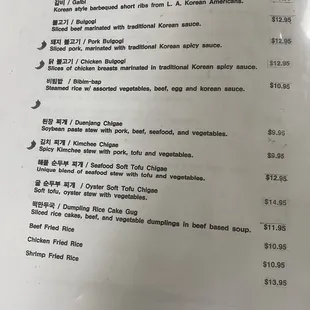 갈비 / Galbi
Korean style barbequed short ribs from L. A. Korean Americans.
불고기 / Bulgogi $12.95
Sliced beef marinated with traditional Korean sauce.
돼지 불고기 / Pork Bulgogi $12.95
Sliced pork, marinated with traditional Korean spicy sauce.
닭 불고기 / Chicken Bulgogi $12.95
Slices of chicken breasts marinated in traditional Korean spicy sauce.
비빔밥 / Bibim-bap $10.95
Steamed rice w/ assorted vegetables, beef, egg and korean sauce.
된장 찌개 / Duenjang Chigae
Soybean paste stew with pork, beef, seafood, and vegetables. $9.95
김치 찌개 / Kimchee Chigae
Spicy Kimchee stew with pork, tofu and vegetables. $9.95
해물 순두부 찌개 / Seafood Soft Tofu Chigae
Unique blend of seafood stew with tofu and vegetables. $12.95
굴 순두부 찌개 / Oyster Soft Tofu Chigae
Soft tofu, oyster stew with vegetables. $14.95
떡만두국 / Dumpling Rice Cake Gug
Sliced rice cakes, beef, and vegetable dumplings in beef based soup. $11.95
Beef Fried Rice $10.95
Chicken Fried Rice $10.95
Shrimp Fried Rice $13.95